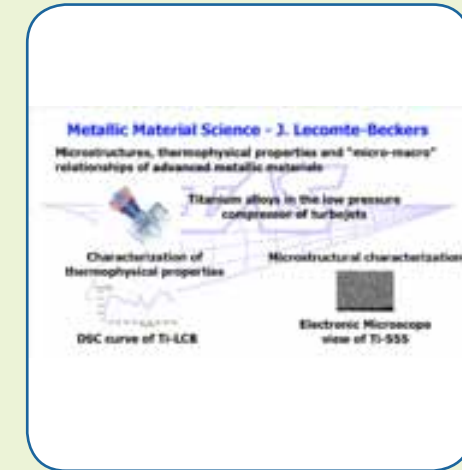 Metallic Material Science - J. Lecomte-Beckers
Microstructures, thermophysical properties and "micro-macro"
relationships of advanced metallic materials
Titanium alloys in the low pressure
compressor of turbojets
Characterization of
thermophysical properties
Microstructural characterization
DSC curve of Ti-LCB
Electronic Microscope
view of Ti-555